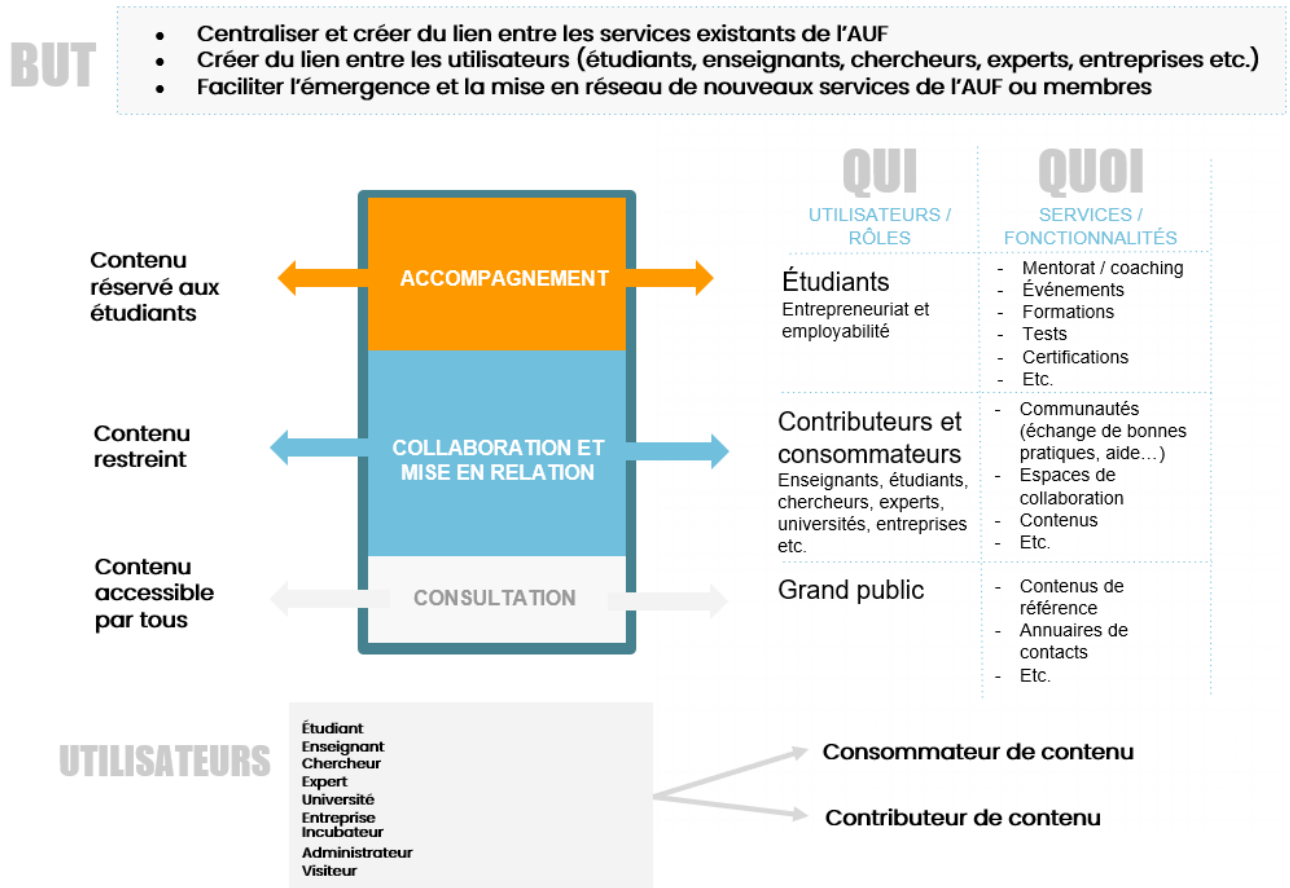 BUT
• Centraliser et créer du lien entre les services existants de l'AUF
• Créer du lien entre les utilisateurs (étudiants, enseignants, chercheurs, experts, entreprises etc.)
• Faciliter l'émergence et la mise en réseau de nouveaux services de l'AUF ou membres
QUI
UTILISATEURS /
RÔLES
QUOI
SERVICES /
FONCTIONNALITÉS
Contenu
réservé aux
étudiants
ACCOMPAGNEMENT
Étudiants
Entrepreneuriat et
employabilité
- Mentorat / coaching
- Événements
- Formations
- Tests
- Certifications
- Etc.
Contenu
restreint
COLLABORATION ET
MISE EN RELATION
Contributeurs et
consommateurs
Enseignants, étudiants,
chercheurs, experts,
universités, entreprises
etc.
- Communautés
(échange de bonnes
pratiques, aide…)
- Espaces de
collaboration
- Contenus
- Etc.
Contenu
accessible
par tous
CONSULTATION
Grand public
- Contenus de
référence
- Annuaires de
contacts
- Etc.
UTILISATEURS
Étudiant
Enseignant
Chercheur
Expert
Université
Entreprise
Incubateur
Administrateur
Visiteur
Consommateur de contenu
Contributeur de contenu